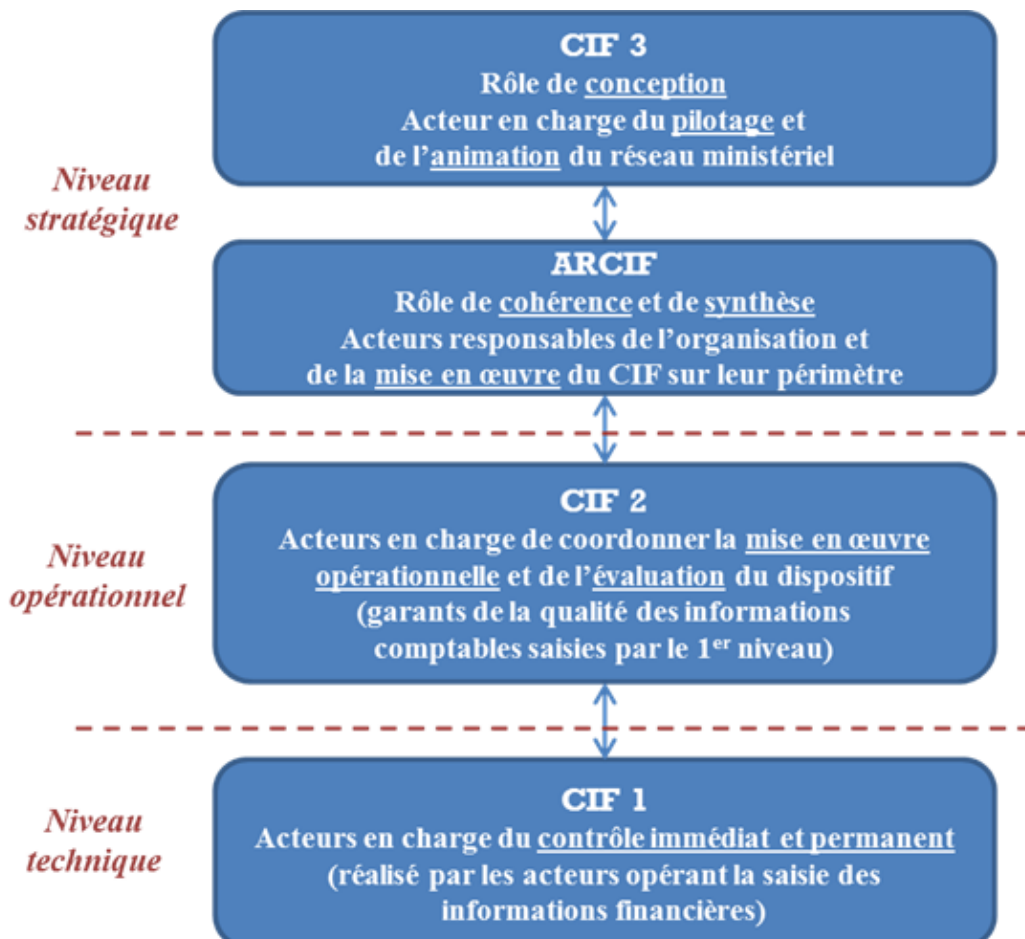 CIF 3
Rôle de conception
Acteur en charge du pilotage et
de l'animation du réseau ministériel
Niveau
stratégique
ARCIF
Rôle de cohérence et de synthèse
Acteurs responsables de l'organisation et
de la mise en œuvre du CIF sur leur périmètre
CIF 2
Acteurs en charge de coordonner la mise en œuvre
opérationnelle et de l'évaluation du dispositif
(garants de la qualité des informations
comptables saisies par le 1er niveau)
Niveau
opérationnel
CIF 1
Acteurs en charge du contrôle immédiat et permanent
(réalisé par les acteurs opérant la saisie des
informations financières)
Niveau
technique